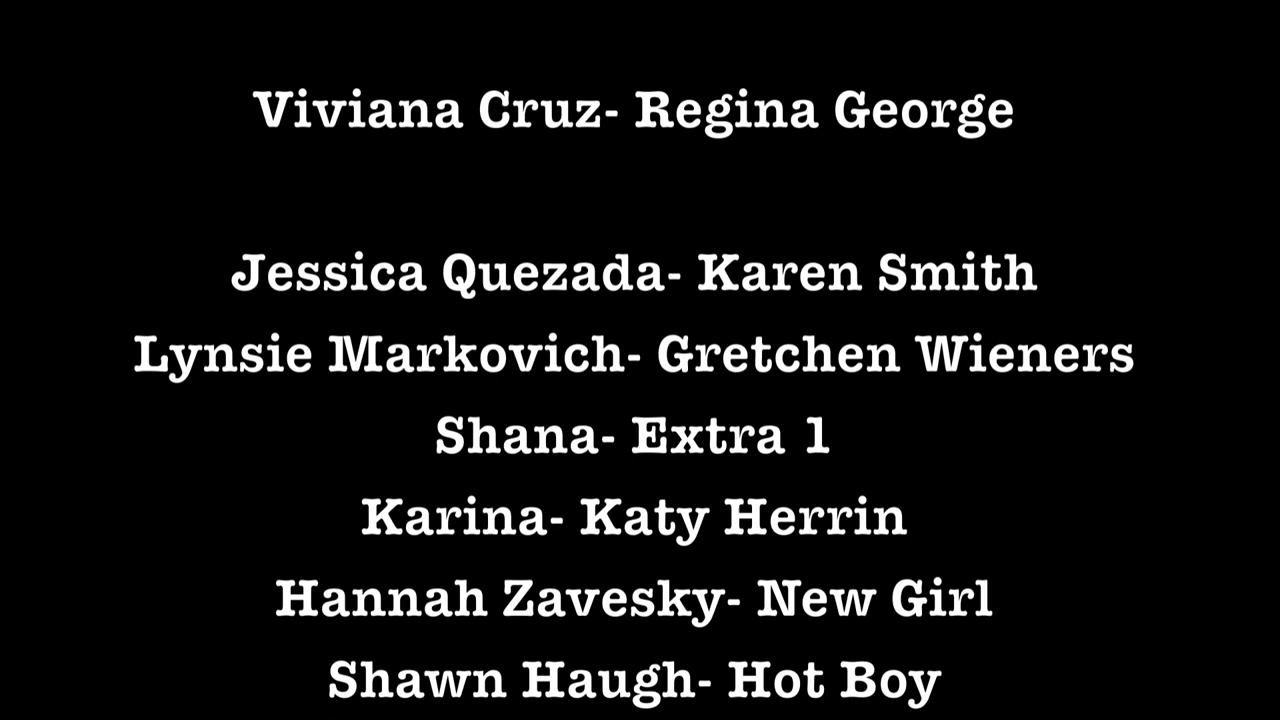 Viviana Cruz- Regina George
Jessica Quezada- Karen Smith
Lynsie Markovich- Gretchen Wieners
Shana- Extra 1
Karina- Katy Herrin
Hannah Zavesky- New Girl
Shawn Haugh- Hot Boy